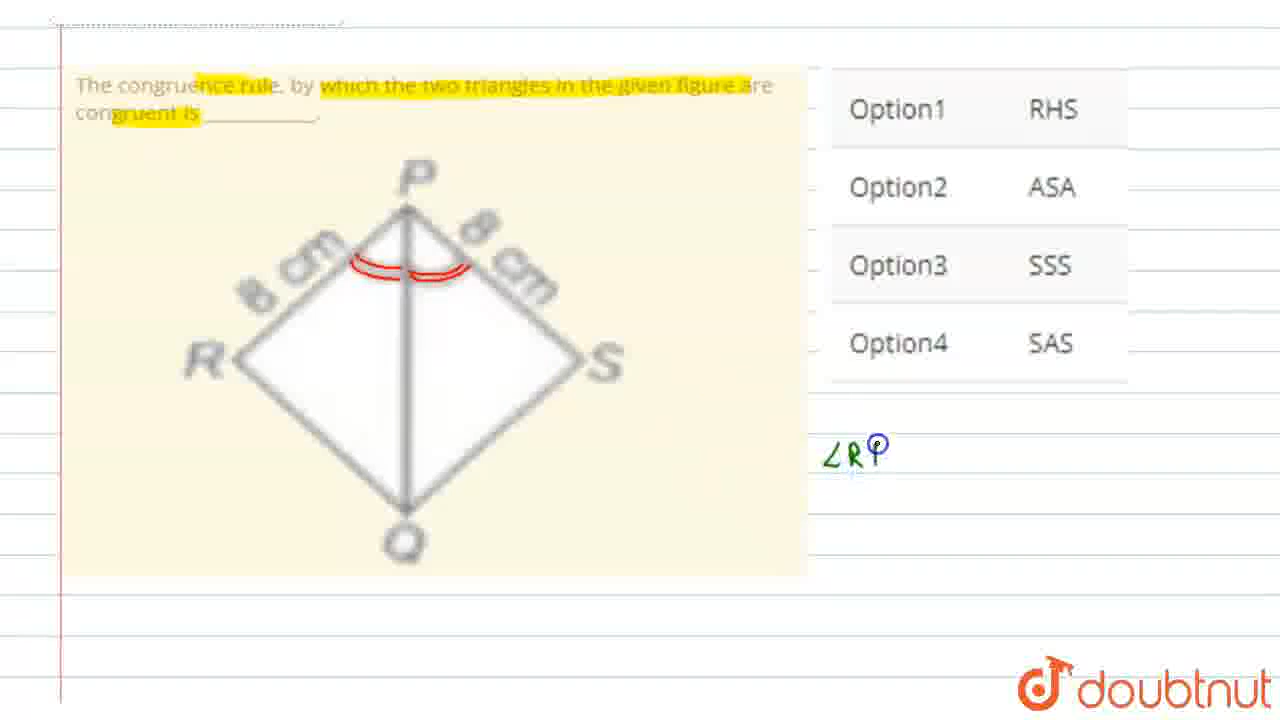 The congruence rule, by which the two triangles in the given figure are
congruent is __________.
Option1 RHS
Option2 ASA
Option3 SSS
Option4 SAS
P
8 cm
8 cm
R
S
Q
∠RP
doubtnut